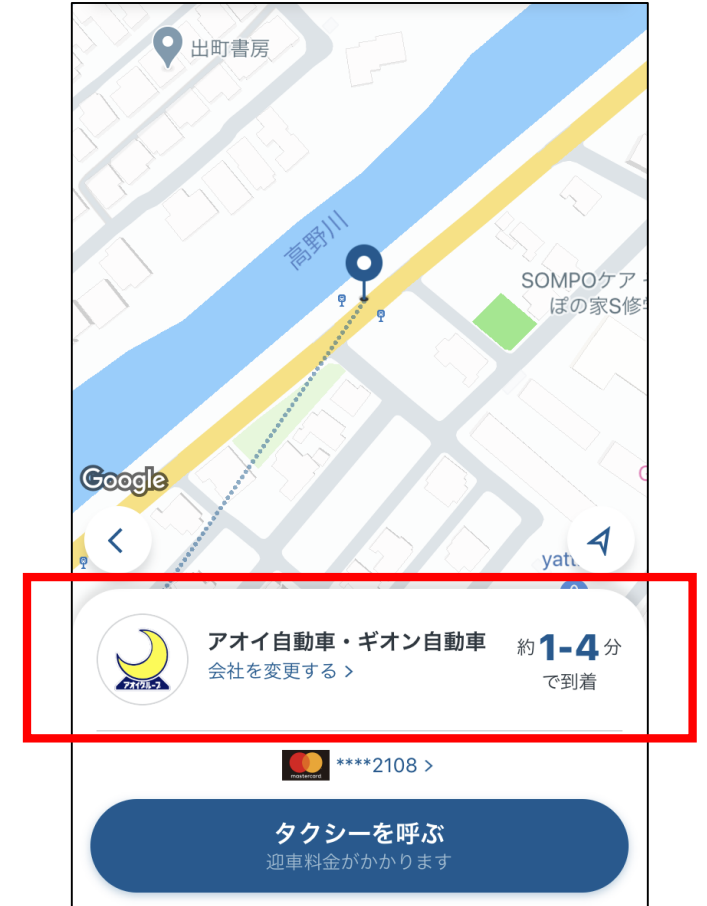 出町書房
高野川
SOMPOケア
ぽの家S修
Google
アオイ自動車・ギオン自動車
会社を変更する >
約1-4分
で到着
アオイグループ
****2108 >
mastercard
タクシーを呼ぶ
迎車料金がかかります